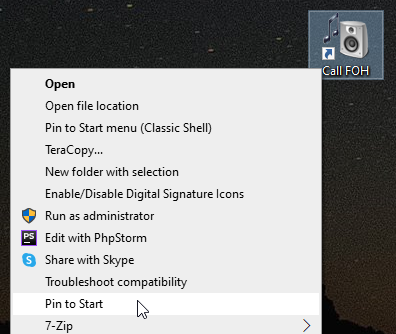 Call FOH
Open
Open file location
Pin to Start menu (Classic Shell)
TeraCopy...
New folder with selection
Enable/Disable Digital Signature Icons
Run as administrator
PS Edit with PhpStorm
Share with Skype
Troubleshoot compatibility
Pin to Start
7-Zip